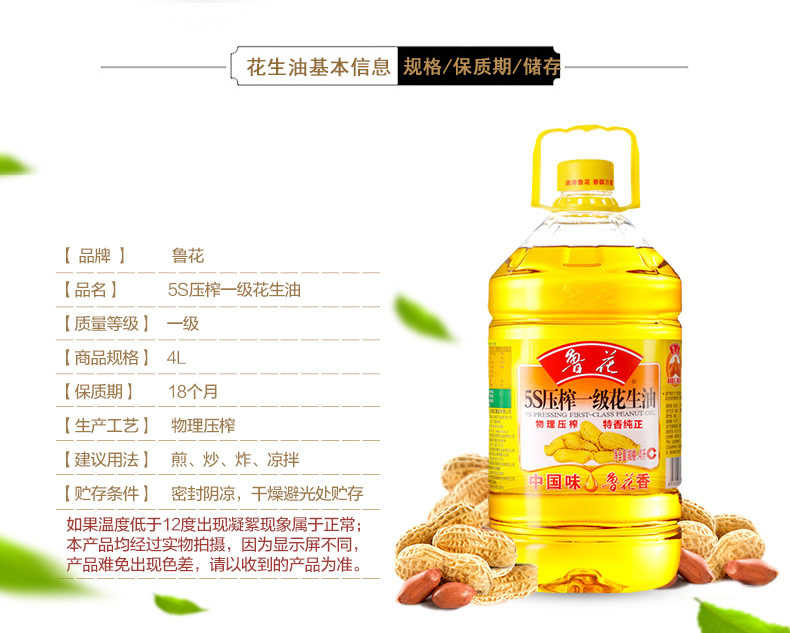 花生油基本信息 规格/保质期/储存
【 品牌 】 鲁花
【 品名 】 5S压榨一级花生油
【 质量等级 】 一级
【 商品规格 】 4L
【 保质期 】 18个月
【 生产工艺 】 物理压榨
【 建议用法 】 煎、炒、炸、凉拌
【 贮存条件 】 密封阴凉，干燥避光处贮存
如果温度低于12度出现凝絮现象属于正常；
本产品均经过实物拍摄，因为显示屏不同，
产品难免出现色差，请以收到的产品为准。
鲁花
5S压榨一级花生油
5S PRESSING FIRST-CLASS PEANUT OIL
物理压榨 特香纯正
中国味 鲁花香